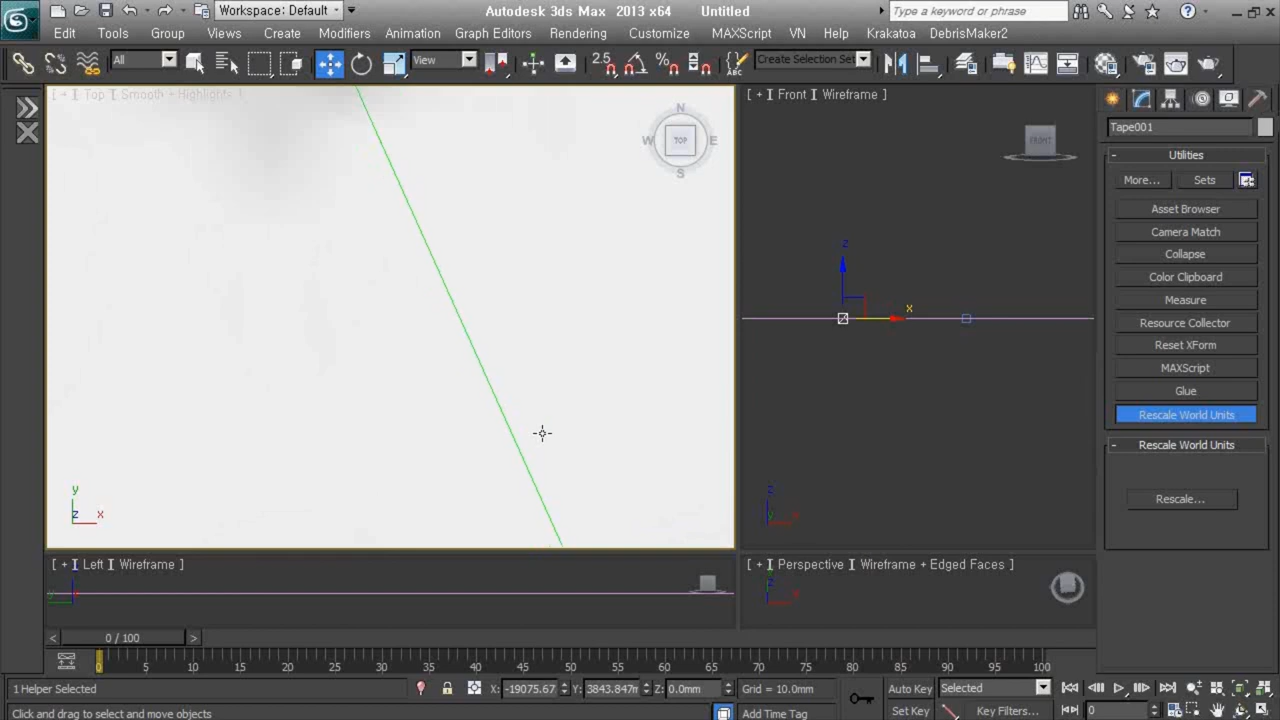 Workspace: Default
Autodesk 3ds Max 2013 x64 Untitled
Type a keyword or phrase
Edit Tools Group Views Create Modifiers Animation Graph Editors Rendering Customize MAXScript VN Help Krakatoa DebrisMaker2
All
View
2.5
Create Selection Set
[ + ] Top ] Smooth + Highlights ]
N
W TOP E
S
y
z x
[ + ] Front ] Wireframe ]
FRONT
z
x
z
y x
[ + ] Left ] Wireframe ]
y
[ + ] Perspective ] Wireframe + Edged Faces ]
z
x
Tape001
- Utilities
More... Sets
Asset Browser
Camera Match
Collapse
Color Clipboard
Measure
Resource Collector
Reset XForm
MAXScript
Glue
Rescale World Units
- Rescale World Units
Rescale...
< 0 / 100 >
0 5 10 15 20 25 30 35 40 45 50 55 60 65 70 75 80 85 90 95 100
1 Helper Selected
X: -19075.67 Y: 3843.847m Z: 0.0mm Grid = 10.0mm
Auto Key Selected
Click and drag to select and move objects
Add Time Tag
Set Key Key Filters... 0